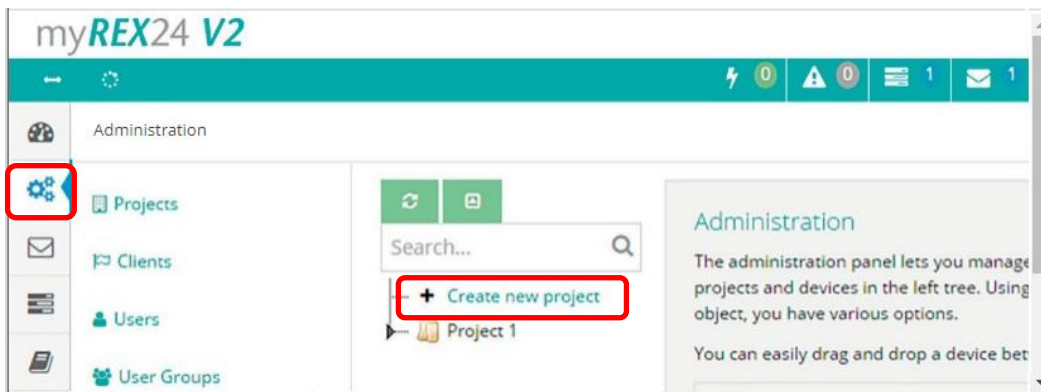 myREX24 V2
0 0 1 1
Administration
Projects
Clients
Users
User Groups
Search...
Create new project
Project 1
Administration
The administration panel lets you manage
projects and devices in the left tree. Using
object, you have various options.
You can easily drag and drop a device bet